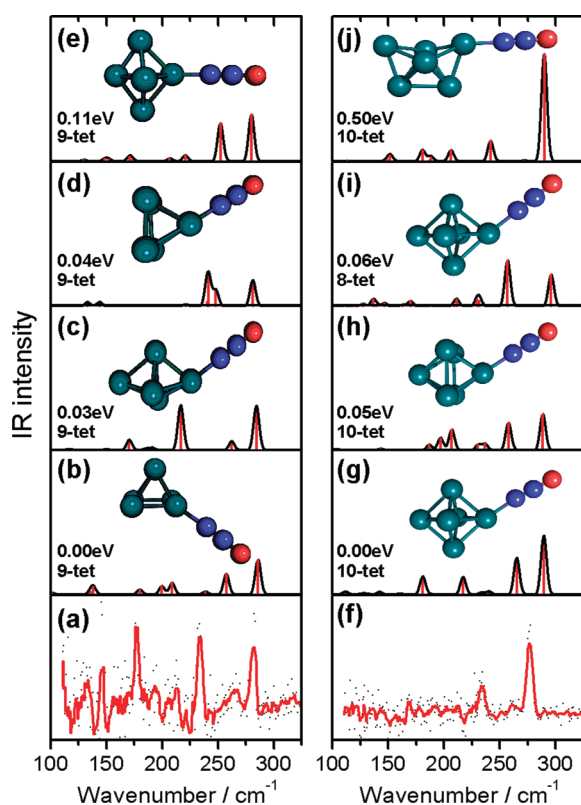 IR intensity
(e)
0.11eV
9-tet
(d)
0.04eV
9-tet
(c)
0.03eV
9-tet
(b)
0.00eV
9-tet
(a)
100 150 200 250 300
Wavenumber / cm⁻¹
(j)
0.50eV
10-tet
(i)
0.06eV
8-tet
(h)
0.05eV
10-tet
(g)
0.00eV
10-tet
(f)
100 150 200 250 300
Wavenumber / cm⁻¹